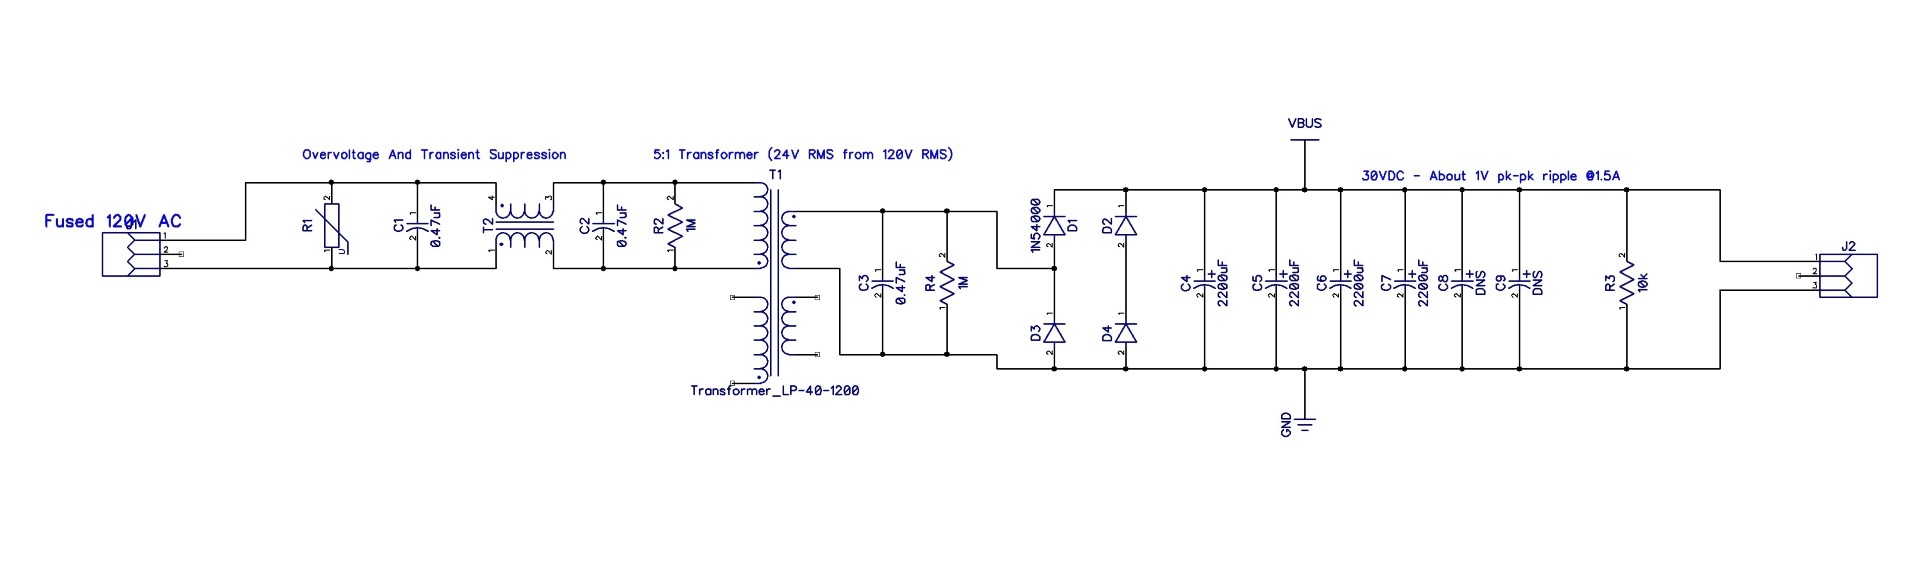 VBUS
Overvoltage And Transient Suppression
5:1 Transformer (24V RMS from 120V RMS)
T1
30VDC - About 1V pk-pk ripple @1.5A
Fused 120V AC
J1
1
2
3
R1
2
1
U
C1
1
2
0.47uF
T2
4
3
1
2
C2
1
2
0.47uF
R2
2
1
1M
Transformer_LP-40-1200
C3
1
2
0.47uF
R4
2
1
1M
1N54000
D1
1
2
D2
1
2
D3
1
2
D4
1
2
C4
1
2
+
2200uF
C5
1
2
+
2200uF
C6
1
2
+
2200uF
C7
1
2
+
2200uF
C8
1
2
+
DNS
C9
1
2
+
DNS
R3
2
1
10k
J2
1
2
3
GND